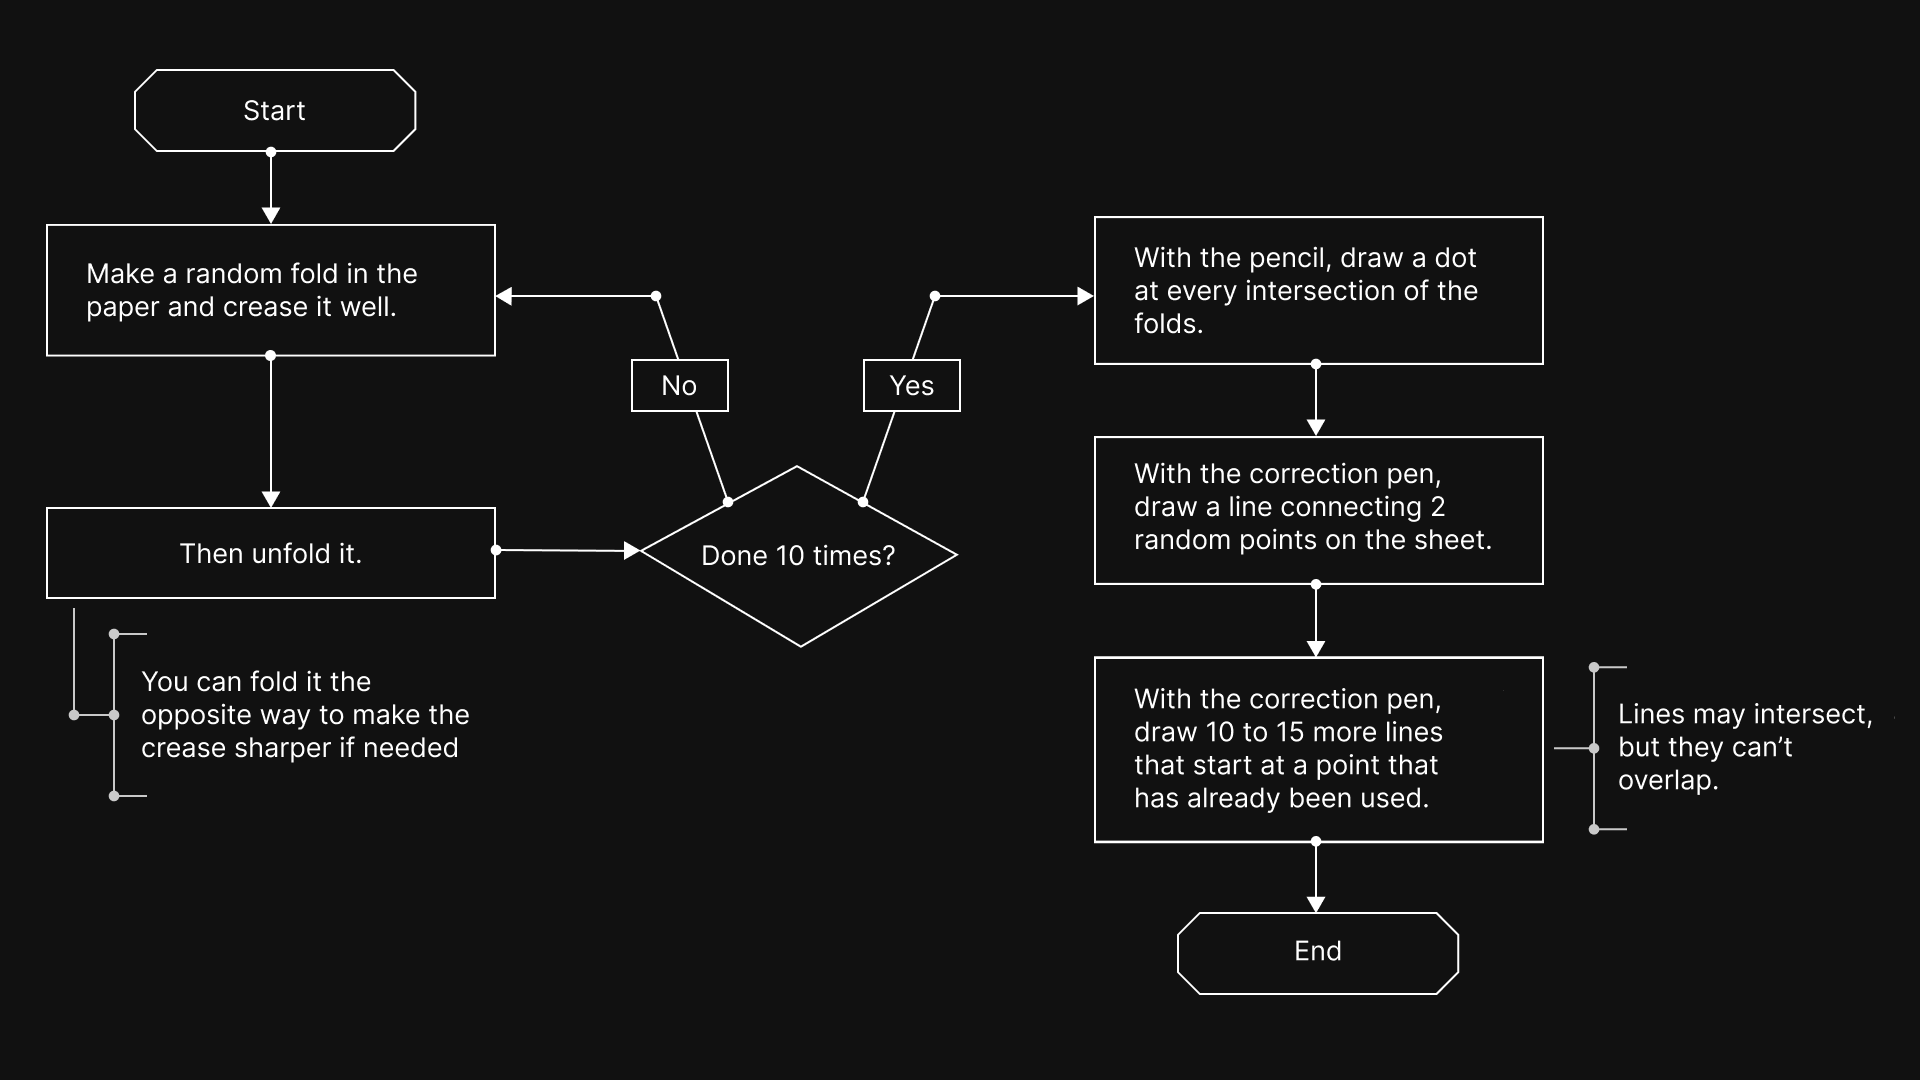 Start
Make a random fold in the
paper and crease it well.
Then unfold it.
You can fold it the
opposite way to make the
crease sharper if needed
Done 10 times?
No
Yes
With the pencil, draw a dot
at every intersection of the
folds.
With the correction pen,
draw a line connecting 2
random points on the sheet.
With the correction pen,
draw 10 to 15 more lines
that start at a point that
has already been used.
Lines may intersect,
but they can’t
overlap.
End